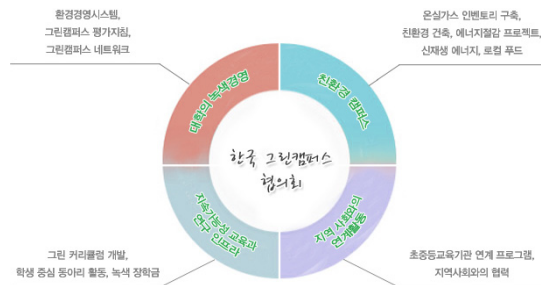 환경경영시스템,
그린캠퍼스 평가지침,
그린캠퍼스 네트워크
온실가스 인벤토리 구축,
친환경 건축, 에너지절감 프로젝트,
신재생 에너지, 로컬 푸드
대학의 녹색경영
친환경 캠퍼스
한국 그린캠퍼스
협의회
지속가능성 교육과
연구 인프라
지역 사회와의
연계활동
그린 커리큘럼 개발,
학생 중심 동아리 활동, 녹색 장학금
초중등교육기관 연계 프로그램,
지역사회와의 협력